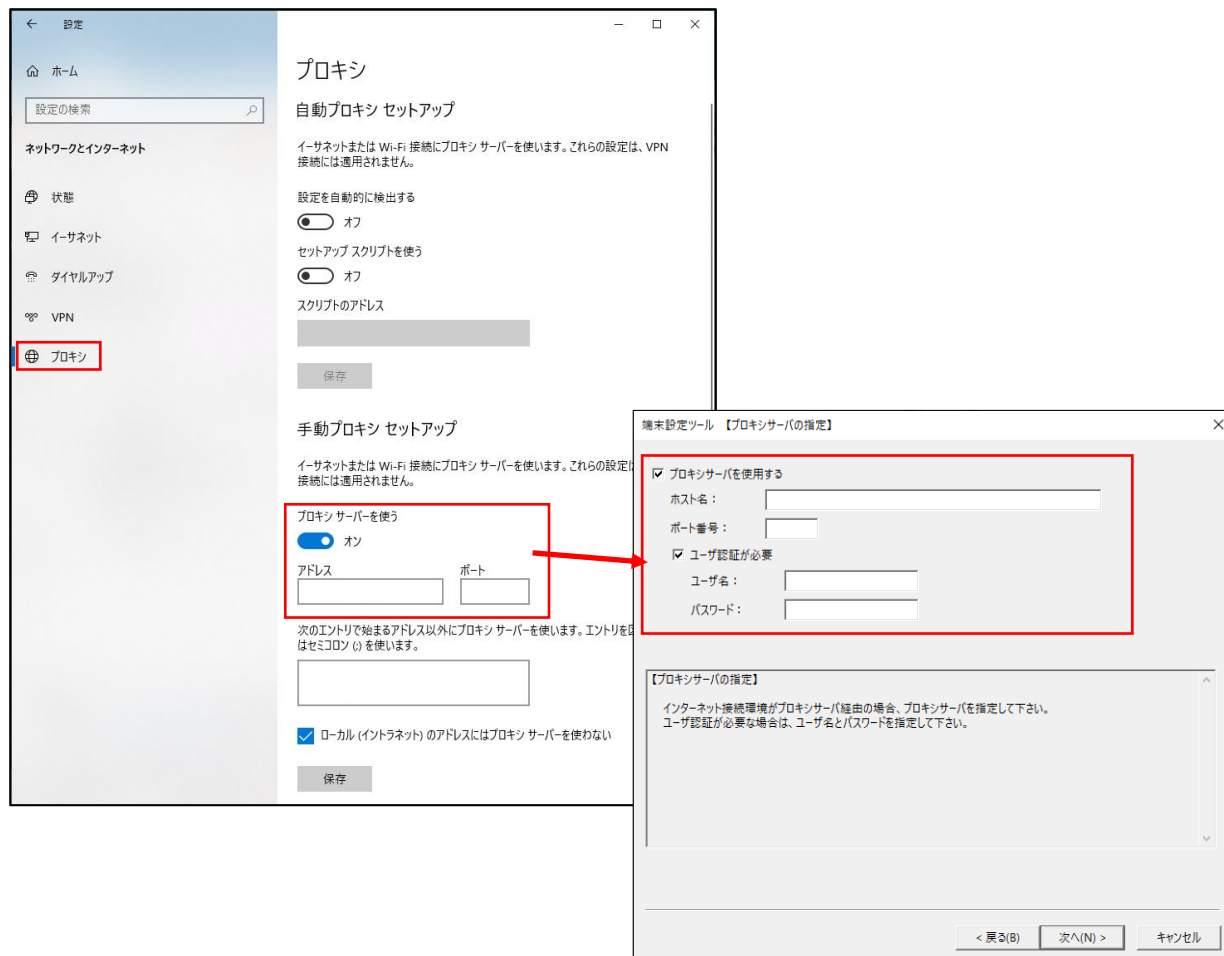 設定
ホーム
設定の検索
ネットワークとインターネット
状態
イーサネット
ダイヤルアップ
VPN
プロキシ
プロキシ
自動プロキシ セットアップ
イーサネットまたは Wi-Fi 接続にプロキシ サーバーを使います。これらの設定は、VPN
接続には適用されません。
設定を自動的に検出する
オフ
セットアップ スクリプトを使う
オフ
スクリプトのアドレス
保存
手動プロキシ セットアップ
イーサネットまたは Wi-Fi 接続にプロキシ サーバーを使います。これらの設定
接続には適用されません。
プロキシ サーバーを使う
オン
アドレス ポート
次のエントリで始まるアドレス以外にプロキシ サーバーを使います。エントリを
はセミコロン (;) を使います。
ローカル (イントラネット) のアドレスにはプロキシ サーバーを使わない
保存
端末設定ツール 【プロキシサーバの指定】
プロキシサーバを使用する
ホスト名：
ポート番号：
ユーザ認証が必要
ユーザ名：
パスワード：
【プロキシサーバの指定】
インターネット接続環境がプロキシサーバ経由の場合、プロキシサーバを指定して下さい。
ユーザ認証が必要な場合は、ユーザ名とパスワードを指定して下さい。
< 戻る(B) 次へ(N) > キャンセル